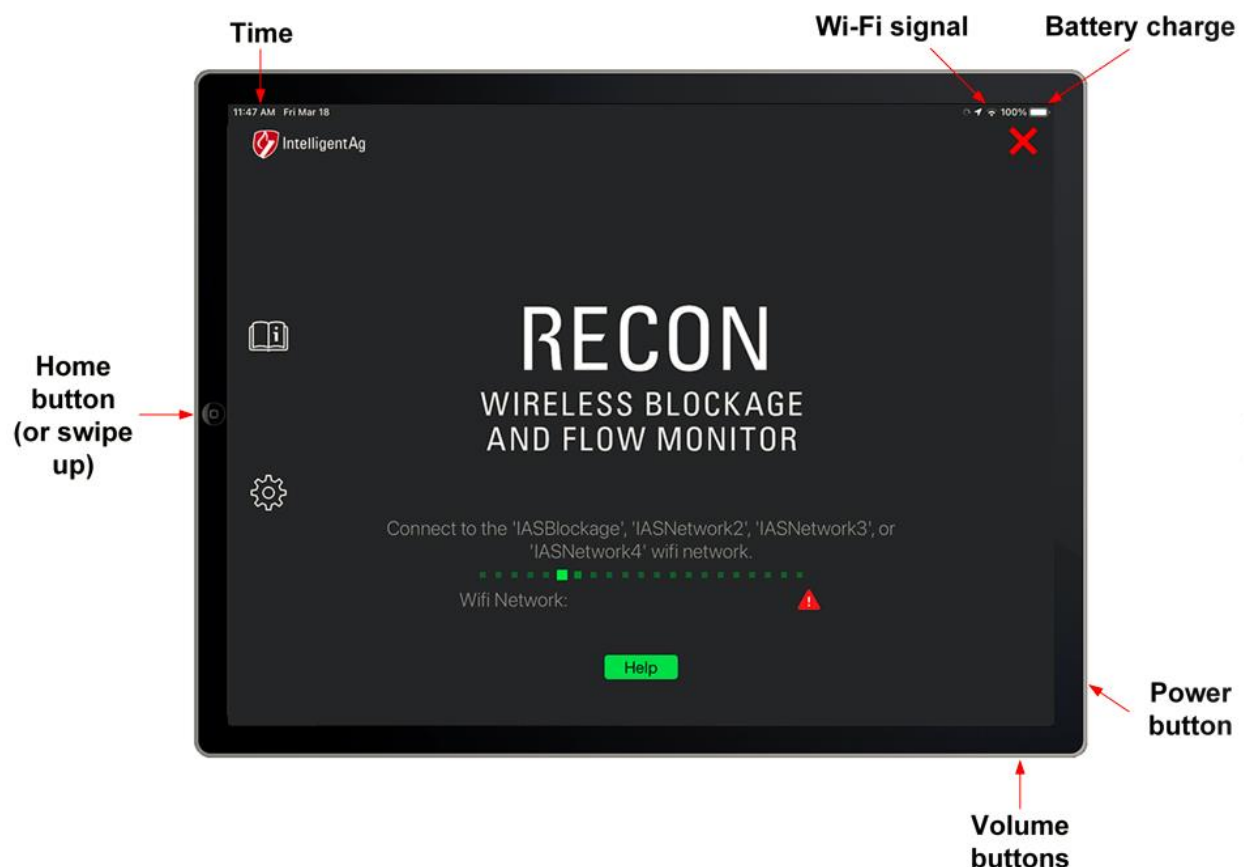 Time
Wi-Fi signal
Battery charge
11:47 AM Fri Mar 18
100%
IntelligentAg
RECON
WIRELESS BLOCKAGE
AND FLOW MONITOR
Home
button
(or swipe
up)
Connect to the 'IASBlockage', 'IASNetwork2', 'IASNetwork3', or
'IASNetwork4' wifi network.
Wifi Network:
Help
Power
button
Volume
buttons